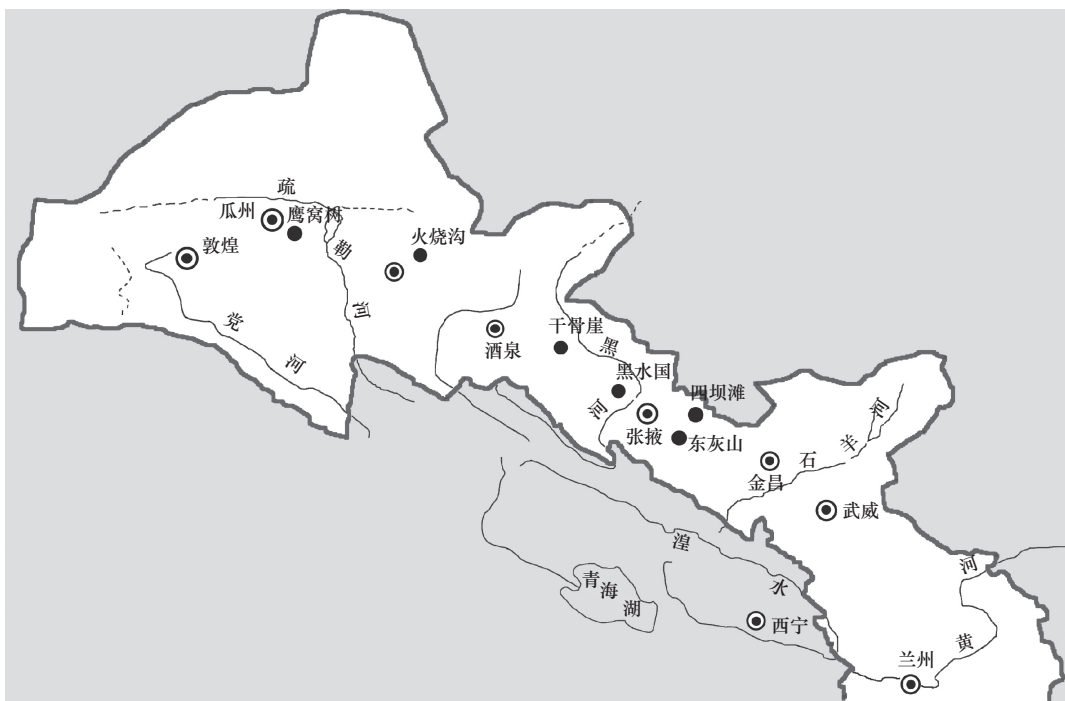 疏
瓜州
鹰窝树
敦煌
勒
火烧沟
河
党
河
酒泉
干骨崖
黑
黑水国
河
四坝滩
张掖
东灰山
河
羊
石
金昌
武威
湟
水
青海湖
西宁
河
黄
兰州